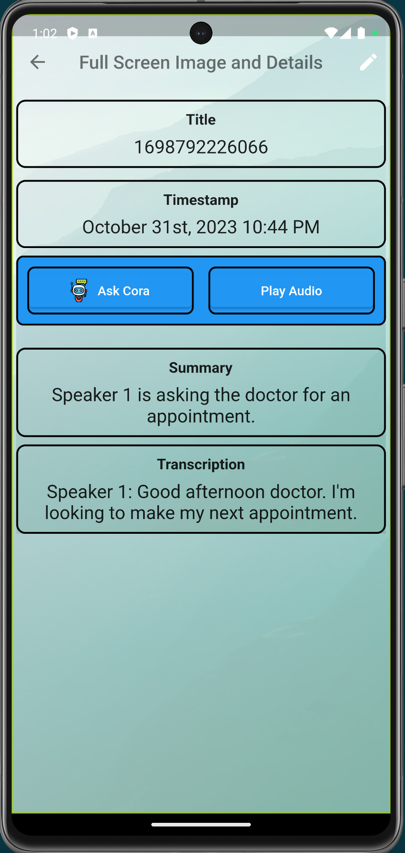 1:02
Full Screen Image and Details
Title
1698792226066
Timestamp
October 31st, 2023 10:44 PM
Ask Cora
Play Audio
Summary
Speaker 1 is asking the doctor for an
appointment.
Transcription
Speaker 1: Good afternoon doctor. I'm
looking to make my next appointment.